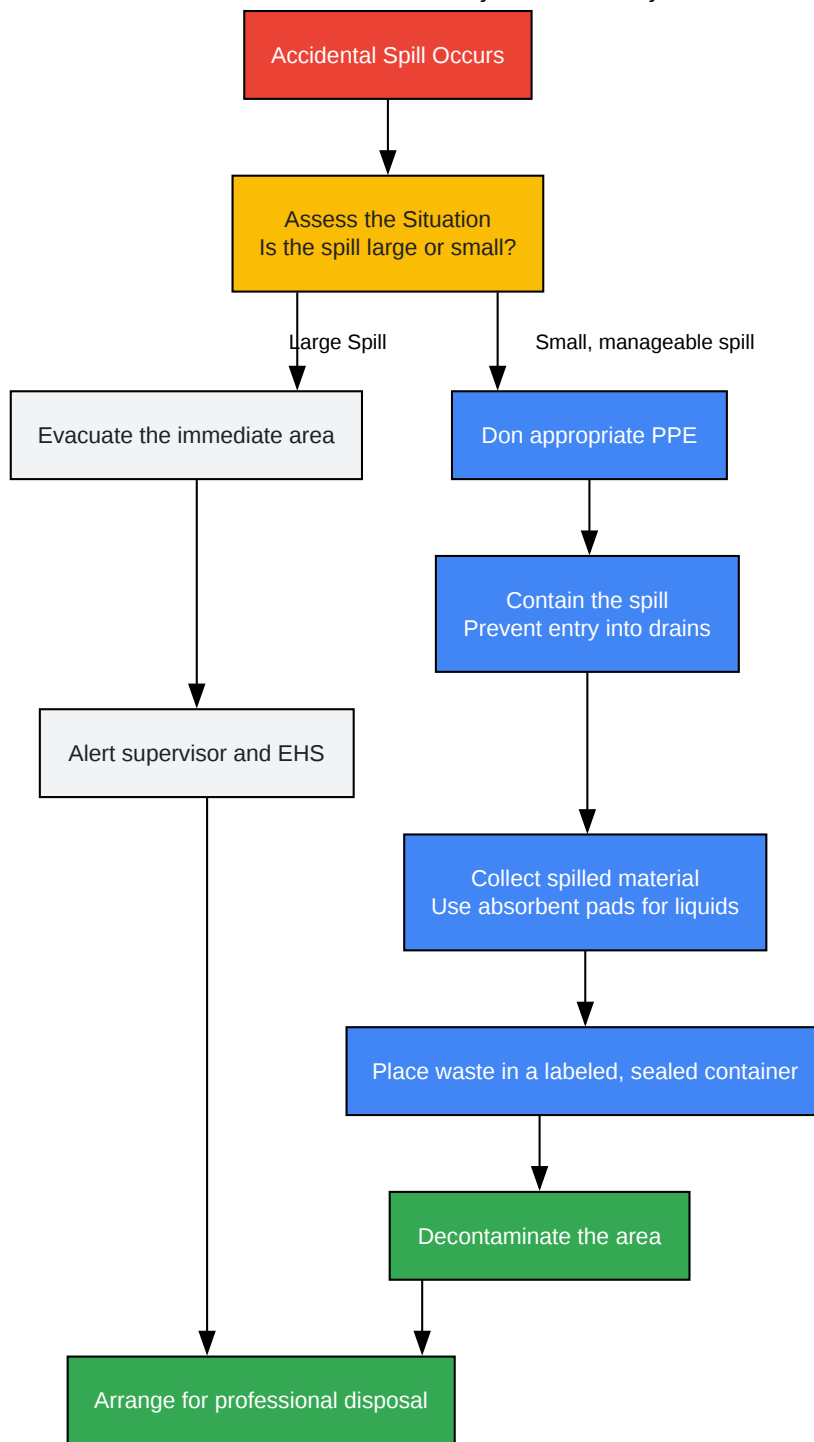 Accidental Spill Occurs
Assess the Situation
Is the spill large or small?
Large Spill
Small, manageable spill
Evacuate the immediate area
Don appropriate PPE
Contain the spill
Prevent entry into drains
Alert supervisor and EHS
Collect spilled material
Use absorbent pads for liquids
Place waste in a labeled, sealed container
Decontaminate the area
Arrange for professional disposal